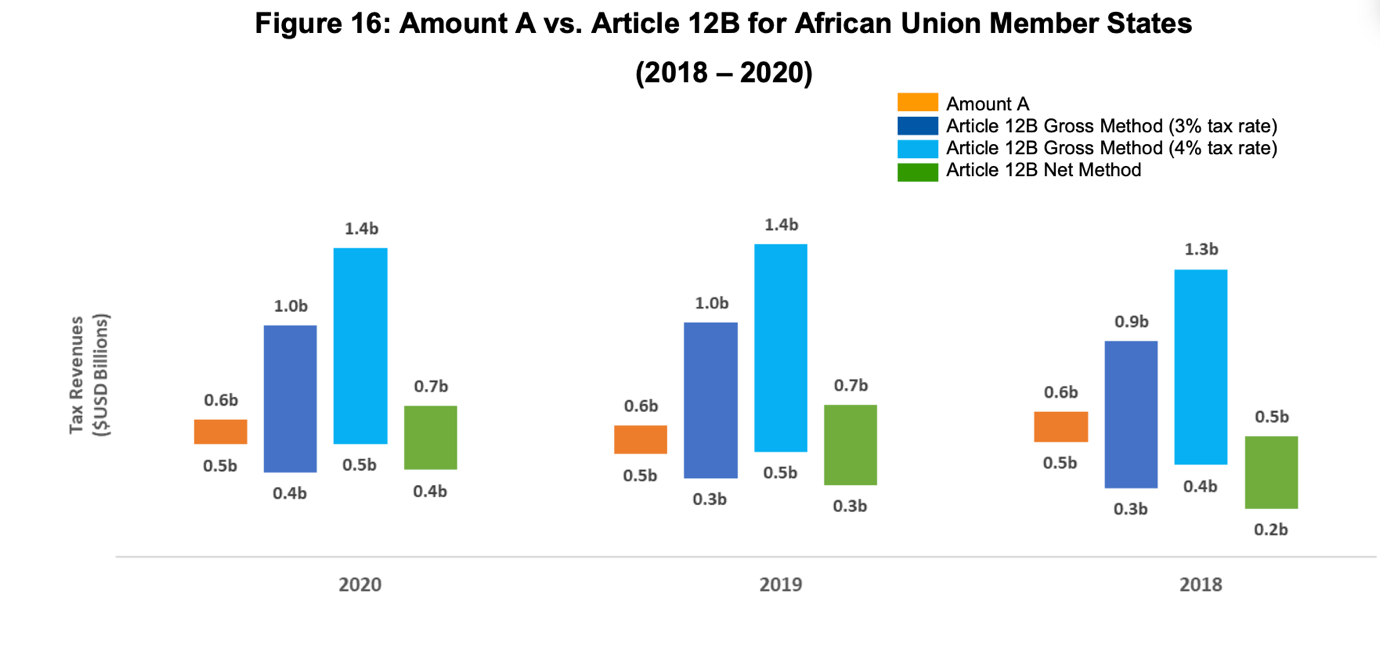 Figure 16: Amount A vs. Article 12B for African Union Member States
(2018 – 2020)
Amount A
Article 12B Gross Method (3% tax rate)
Article 12B Gross Method (4% tax rate)
Article 12B Net Method
Tax Revenues
($USD Billions)
0.6b
0.5b
1.0b
0.4b
1.4b
0.5b
0.7b
0.4b
2020
0.6b
0.5b
1.0b
0.3b
1.4b
0.5b
0.7b
0.3b
2019
0.6b
0.5b
0.9b
0.3b
1.3b
0.4b
0.5b
0.2b
2018